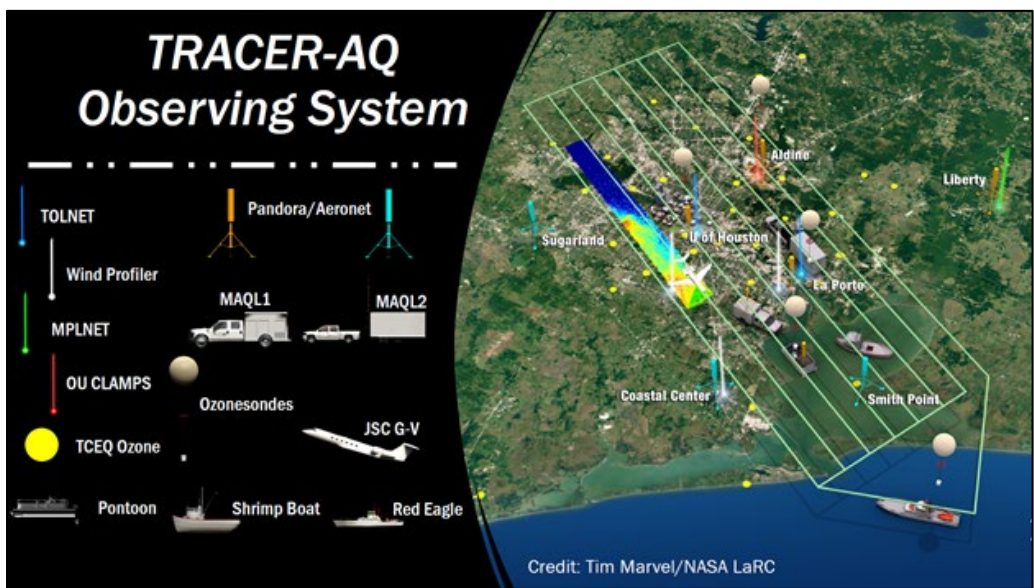 TRACER-AQ
Observing System
TOLNET
Pandora/Aeronet
Wind Profiler
MAQL1
MAQL2
MPLNET
OU CLAMPS
Ozonesondes
TCEQ Ozone
JSC G-V
Pontoon
Shrimp Boat
Red Eagle
Aldine
Liberty
Sugarland
U of Houston
La Porte
Coastal Center
Smith Point
Credit: Tim Marvel/NASA LaRC